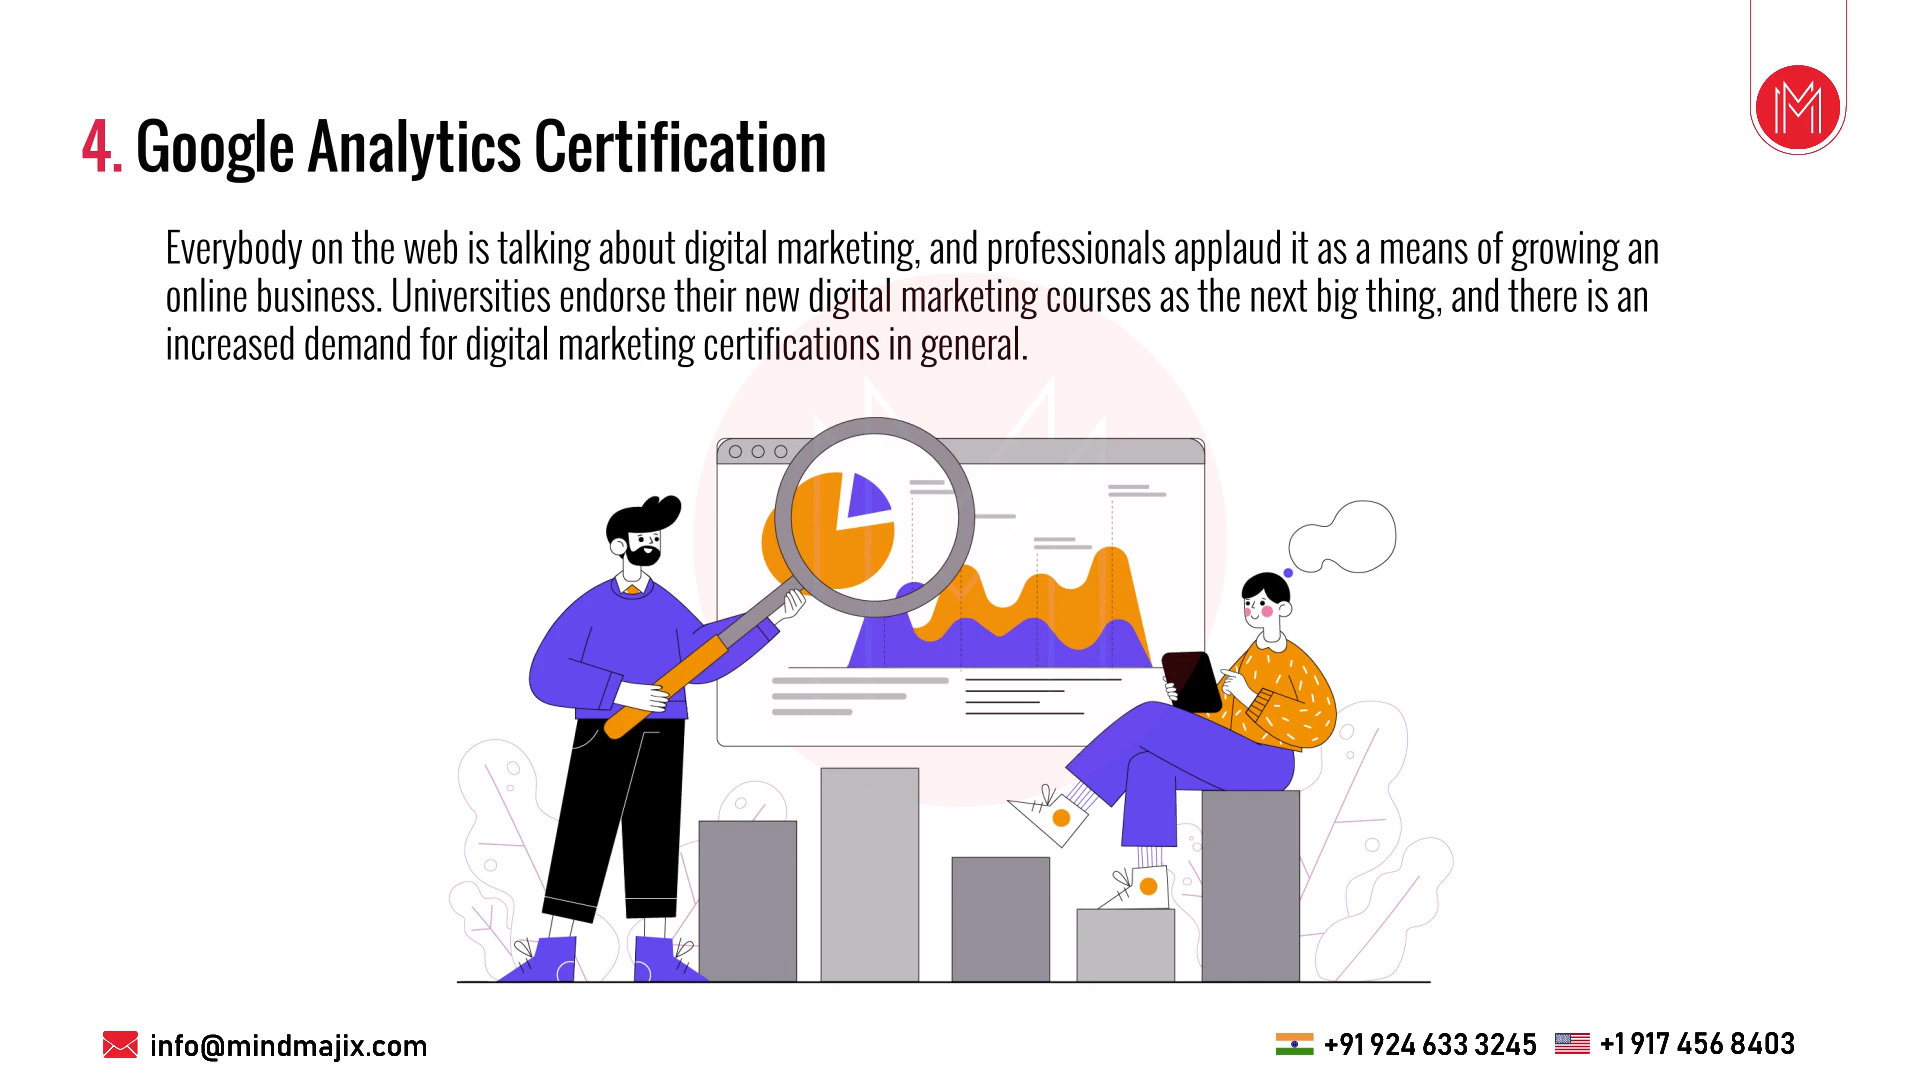 4. Google Analytics Certification
Everybody on the web is talking about digital marketing, and professionals applaud it as a means of growing an
online business. Universities endorse their new digital marketing courses as the next big thing, and there is an
increased demand for digital marketing certifications in general.
info@mindmajix.com
+91 924 633 3245
+1 917 456 8403